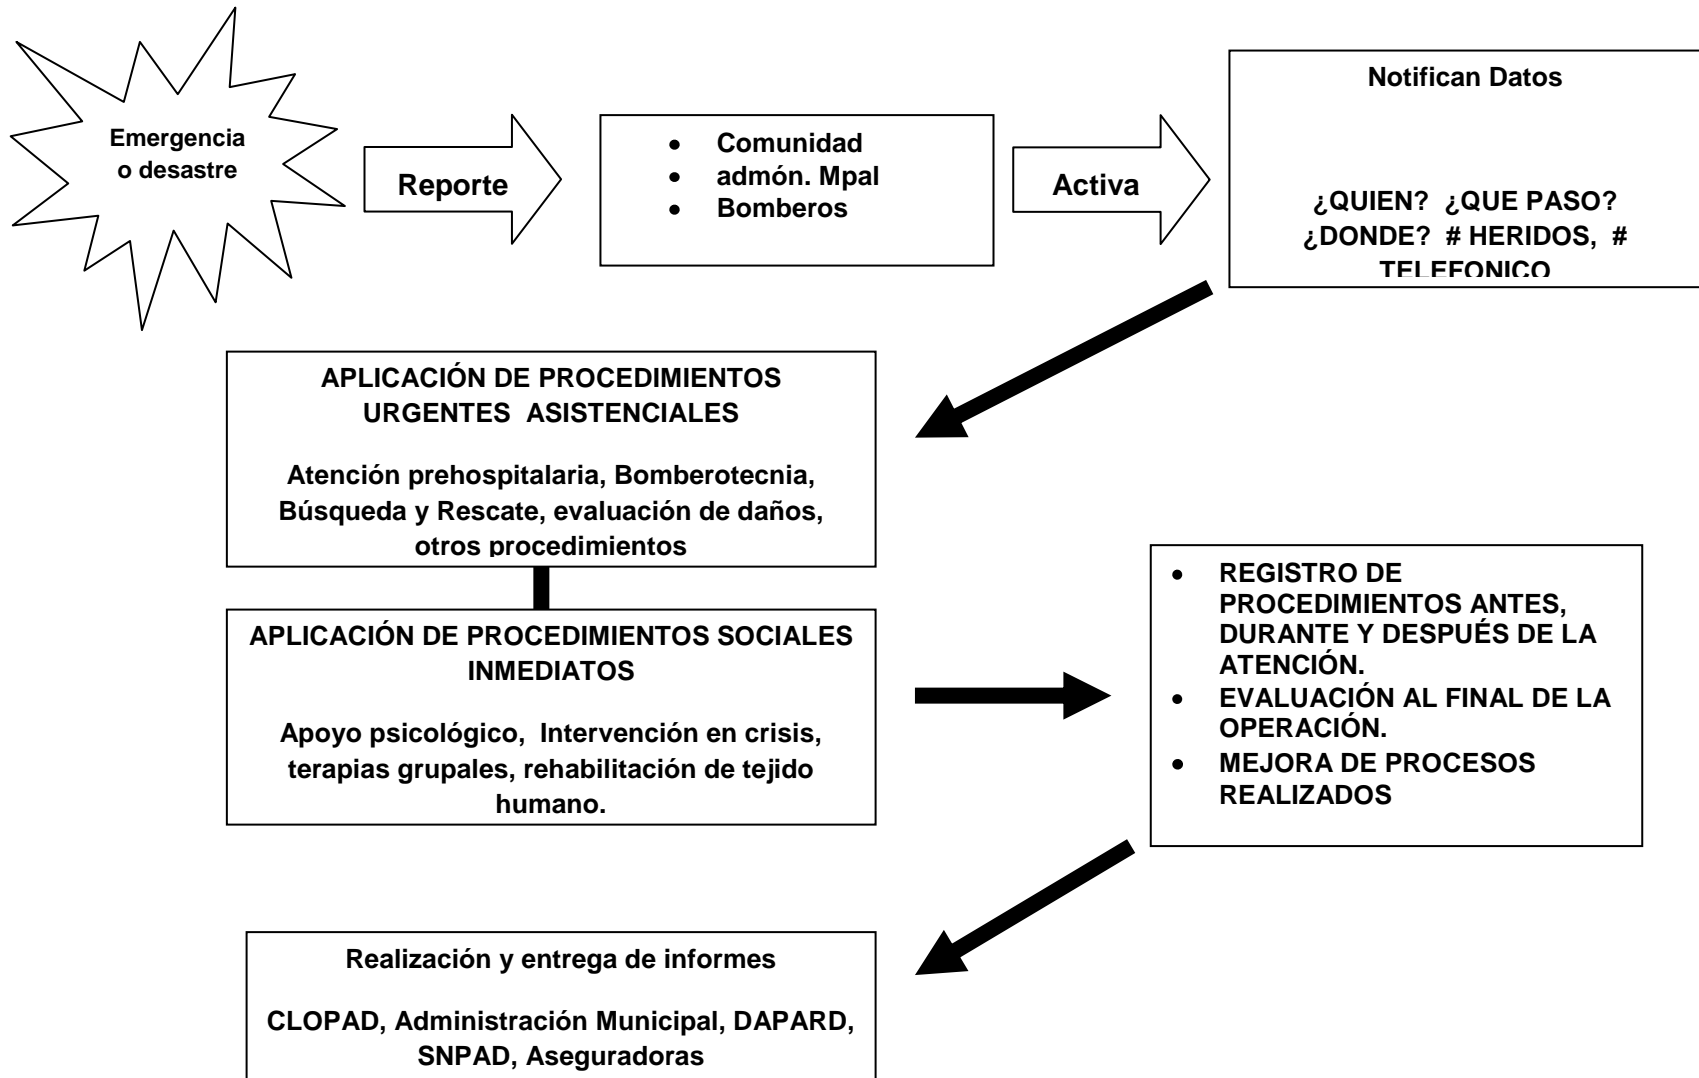 Emergencia
o desastre
Reporte
• Comunidad
• admón. Mpal
• Bomberos
Activa
Notifican Datos
¿QUIEN? ¿QUE PASO?
¿DONDE? # HERIDOS, #
TELEFONICO
APLICACIÓN DE PROCEDIMIENTOS
URGENTES ASISTENCIALES
Atención prehospitalaria, Bomberotecnia,
Búsqueda y Rescate, evaluación de daños,
otros procedimientos
APLICACIÓN DE PROCEDIMIENTOS SOCIALES
INMEDIATOS
Apoyo psicológico, Intervención en crisis,
terapias grupales, rehabilitación de tejido
humano.
• REGISTRO DE
PROCEDIMIENTOS ANTES,
DURANTE Y DESPUÉS DE LA
ATENCIÓN.
• EVALUACIÓN AL FINAL DE LA
OPERACIÓN.
• MEJORA DE PROCESOS
REALIZADOS
Realización y entrega de informes
CLOPAD, Administración Municipal, DAPARD,
SNPAD, Aseguradoras